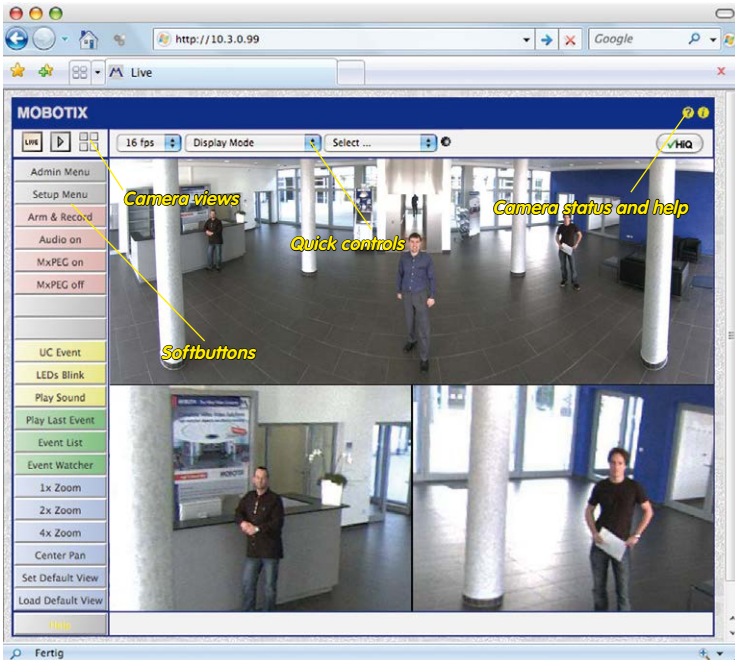 http://10.3.0.99
Google
Live
MOBOTIX
LIVE
16 fps
Display Mode
Select ...
HiQ
Admin Menu
Setup Menu
Arm & Record
Audio on
MxPEG on
MxPEG off
UC Event
LEDs Blink
Play Sound
Play Last Event
Event List
Event Watcher
1x Zoom
2x Zoom
4x Zoom
Center Pan
Set Default View
Load Default View
Camera views
Quick controls
Camera status and help
Softbuttons
MOBOTIX
Fertig